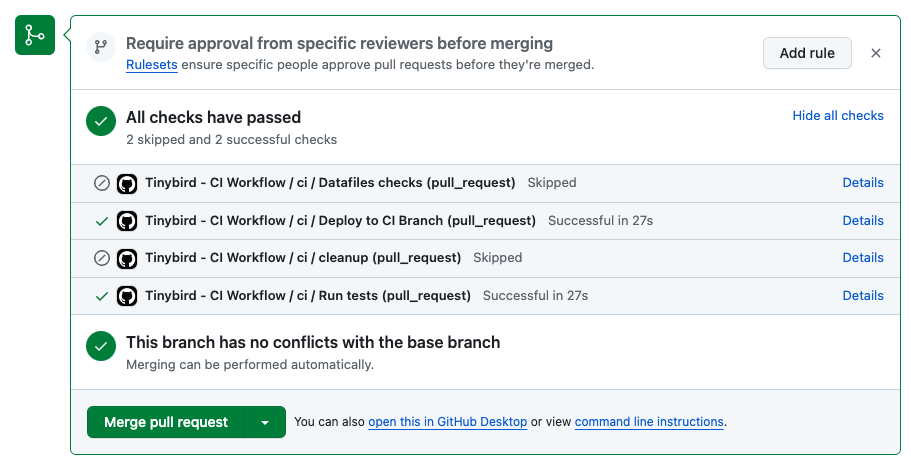 Require approval from specific reviewers before merging
Add rule
Rulesets ensure specific people approve pull requests before they're merged.
All checks have passed
Hide all checks
2 skipped and 2 successful checks
Tinybird - CI Workflow / ci / Datafiles checks (pull_request) Skipped Details
Tinybird - CI Workflow / ci / Deploy to CI Branch (pull_request) Successful in 27s Details
Tinybird - CI Workflow / ci / cleanup (pull_request) Skipped Details
Tinybird - CI Workflow / ci / Run tests (pull_request) Successful in 27s Details
This branch has no conflicts with the base branch
Merging can be performed automatically.
Merge pull request You can also open this in GitHub Desktop or view command line instructions.